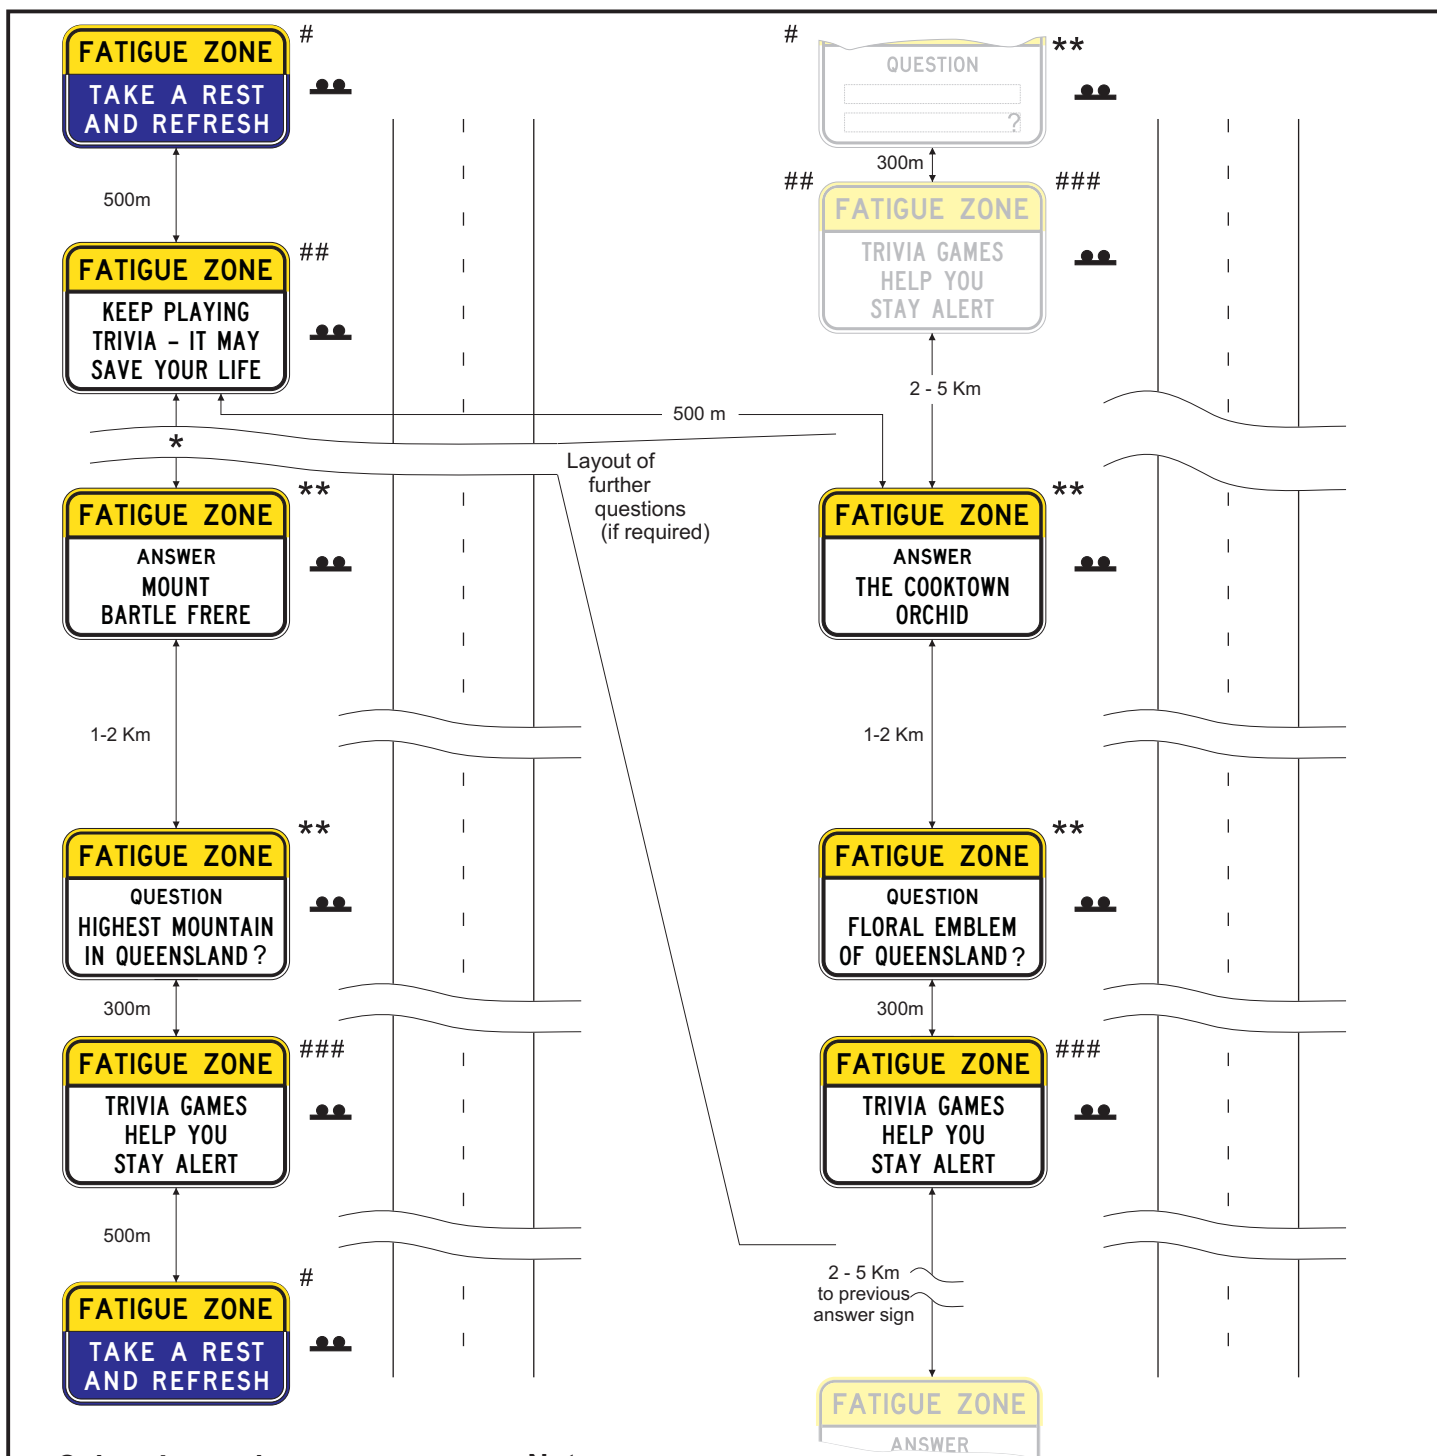 FATIGUE ZONE #
TAKE A REST
AND REFRESH
500m
FATIGUE ZONE ##
KEEP PLAYING
TRIVIA - IT MAY
SAVE YOUR LIFE
500 m
*
Layout of
further
questions
(if required)
FATIGUE ZONE **
ANSWER
MOUNT
BARTLE FRERE
1-2 Km
FATIGUE ZONE **
QUESTION
HIGHEST MOUNTAIN
IN QUEENSLAND ?
300m
FATIGUE ZONE ###
TRIVIA GAMES
HELP YOU
STAY ALERT
500m
FATIGUE ZONE #
TAKE A REST
AND REFRESH
# **
QUESTION
?
300m
## FATIGUE ZONE ###
TRIVIA GAMES
HELP YOU
STAY ALERT
2 - 5 Km
FATIGUE ZONE **
ANSWER
THE COOKTOWN
ORCHID
1-2 Km
FATIGUE ZONE **
QUESTION
FLORAL EMBLEM
OF QUEENSLAND ?
300m
FATIGUE ZONE ###
TRIVIA GAMES
HELP YOU
STAY ALERT
2 - 5 Km
to previous
answer sign
FATIGUE ZONE
ANSWER